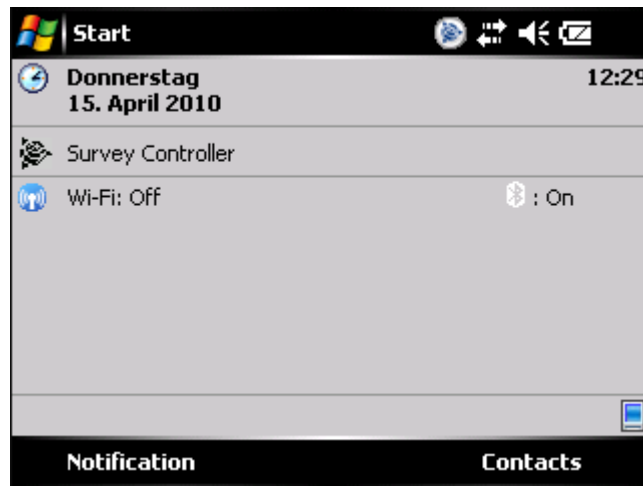 Start
Donnerstag 12:29
15. April 2010
Survey Controller
Wi-Fi: Off : On
Notification Contacts